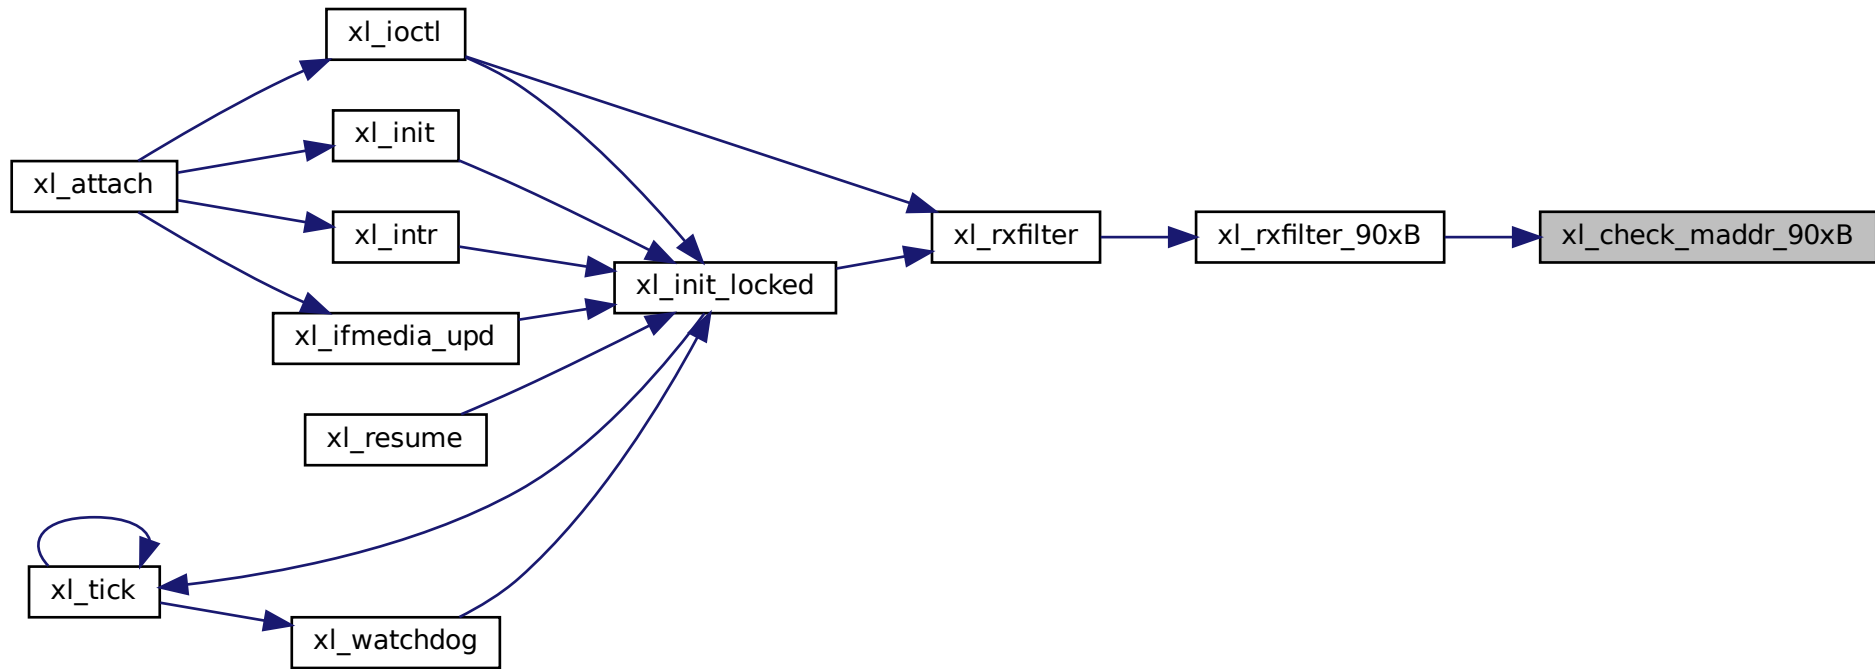 xl_ioctl
xl_init
xl_attach
xl_intr
xl_rxfilter
xl_rxfilter_90xB
xl_check_maddr_90xB
xl_init_locked
xl_ifmedia_upd
xl_resume
xl_tick
xl_watchdog